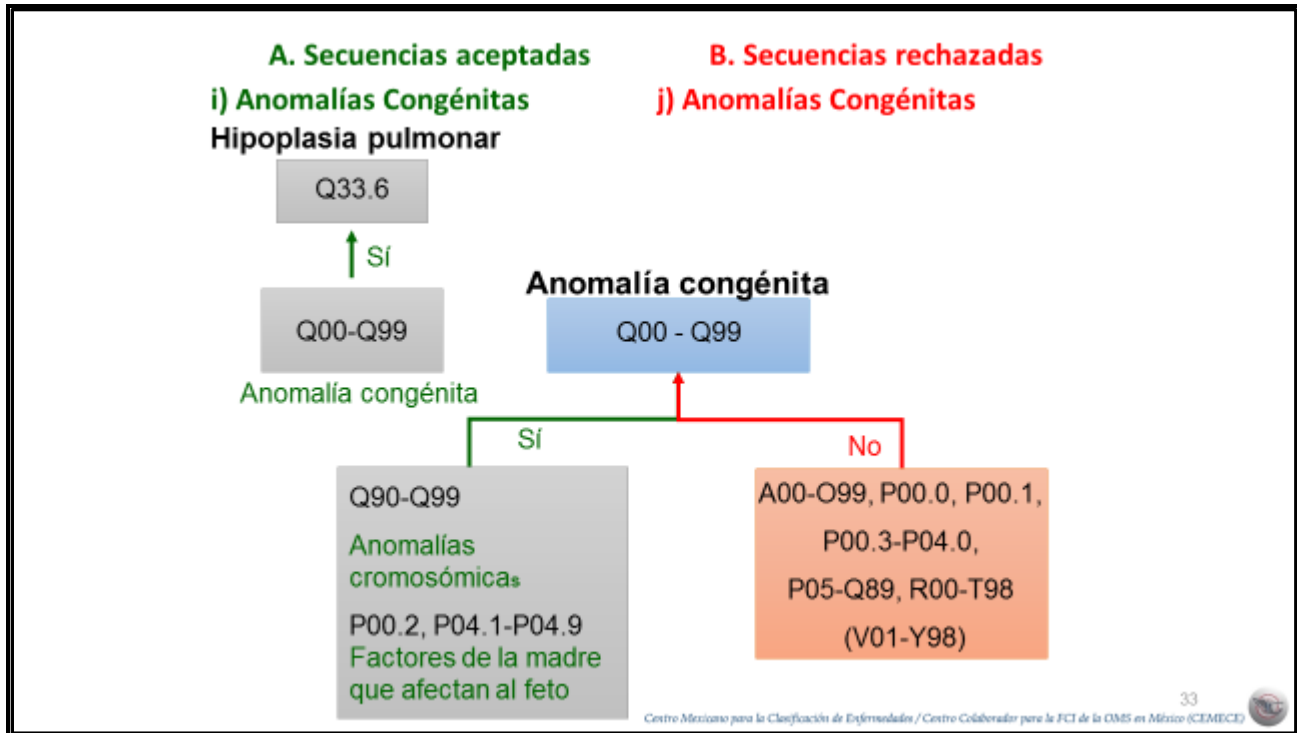 A. Secuencias aceptadas
i) Anomalías Congénitas
Hipoplasia pulmonar
Q33.6
Sí
Q00-Q99
Anomalía congénita
B. Secuencias rechazadas
j) Anomalías Congénitas
Anomalía congénita
Q00 - Q99
Sí
No
Q90-Q99
Anomalías
cromosómicas
P00.2, P04.1-P04.9
Factores de la madre
que afectan al feto
A00-O99, P00.0, P00.1,
P00.3-P04.0,
P05-Q89, R00-T98
(V01-Y98)
33
Centro Mexicano para la Clasificación de Enfermedades / Centro Colaborador para la FCI de la OMS en México (CEMECE)